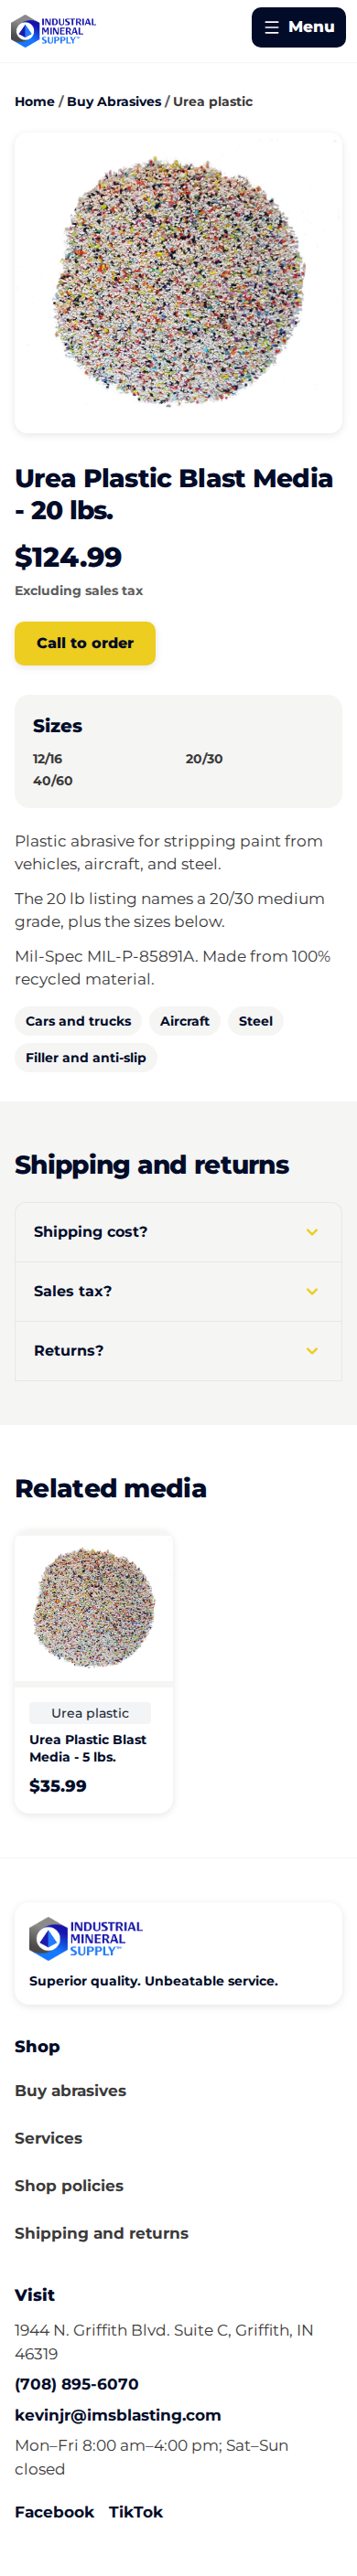 INDUSTRIAL
MINERAL
SUPPLY™
Menu
Home / Buy Abrasives / Urea plastic
Urea Plastic Blast Media
- 20 lbs.
$124.99
Excluding sales tax
Call to order
Sizes
12/16
20/30
40/60
Plastic abrasive for stripping paint from
vehicles, aircraft, and steel.
The 20 lb listing names a 20/30 medium
grade, plus the sizes below.
Mil-Spec MIL-P-85891A. Made from 100%
recycled material.
Cars and trucks
Aircraft
Steel
Filler and anti-slip
Shipping and returns
Shipping cost?
Sales tax?
Returns?
Related media
Urea plastic
Urea Plastic Blast
Media - 5 lbs.
$35.99
INDUSTRIAL
MINERAL
SUPPLY™
Superior quality. Unbeatable service.
Shop
Buy abrasives
Services
Shop policies
Shipping and returns
Visit
1944 N. Griffith Blvd. Suite C, Griffith, IN
46319
(708) 895-6070
kevinjr@imsblasting.com
Mon–Fri 8:00 am–4:00 pm; Sat–Sun
closed
Facebook TikTok